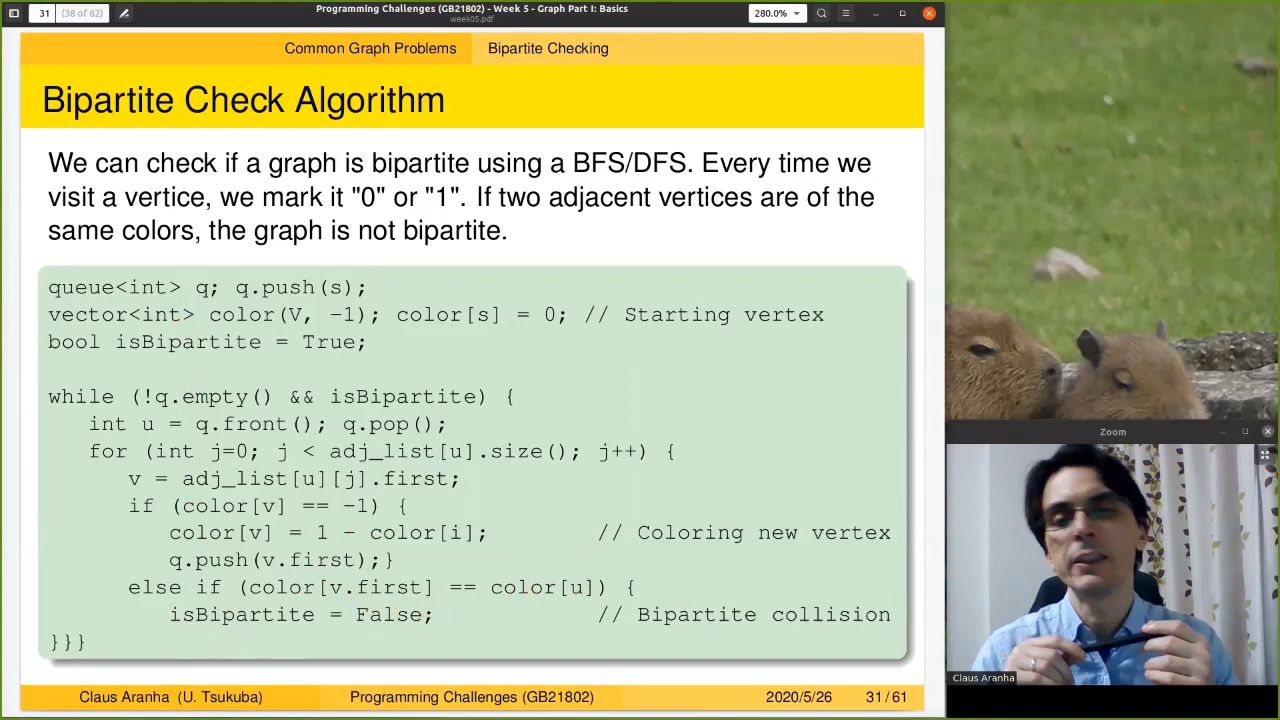 31
(38 of 82)
Programming Challenges (GB21802) - Week 5 - Graph Part I: Basics
week05.pdf
280.0%
Common Graph Problems
Bipartite Checking
Bipartite Check Algorithm
We can check if a graph is bipartite using a BFS/DFS. Every time we
visit a vertice, we mark it "0" or "1". If two adjacent vertices are of the
same colors, the graph is not bipartite.
queue<int> q; q.push(s);
vector<int> color(V, -1); color[s] = 0; // Starting vertex
bool isBipartite = True;
while (!q.empty() && isBipartite) {
int u = q.front(); q.pop();
for (int j=0; j < adj_list[u].size(); j++) {
v = adj_list[u][j].first;
if (color[v] == -1) {
color[v] = 1 - color[i]; // Coloring new vertex
q.push(v.first);}
else if (color[v.first] == color[u]) {
isBipartite = False; // Bipartite collision
}}}
Claus Aranha (U. Tsukuba)
Programming Challenges (GB21802)
2020/5/26
31 / 61
Zoom
Claus Aranha